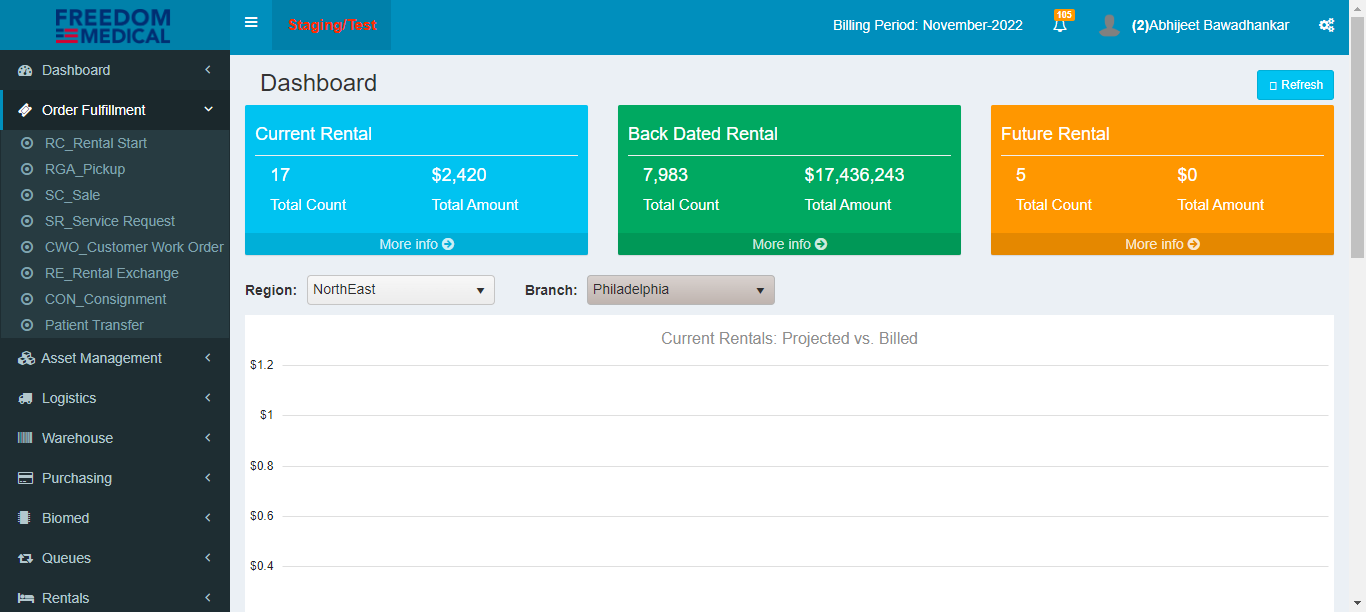 FREEDOM
MEDICAL
Staging/Test
Billing Period: November-2022
105
(2)Abhijeet Bawadhankar
Dashboard
Order Fulfillment
RC_Rental Start
RGA_Pickup
SC_Sale
SR_Service Request
CWO_Customer Work Order
RE_Rental Exchange
CON_Consignment
Patient Transfer
Asset Management
Logistics
Warehouse
Purchasing
Biomed
Queues
Rentals
Dashboard
Refresh
Current Rental
17 $2,420
Total Count Total Amount
More info
Back Dated Rental
7,983 $17,436,243
Total Count Total Amount
More info
Future Rental
5 $0
Total Count Total Amount
More info
Region: NorthEast Branch: Philadelphia
Current Rentals: Projected vs. Billed
$1.2
$1
$0.8
$0.6
$0.4